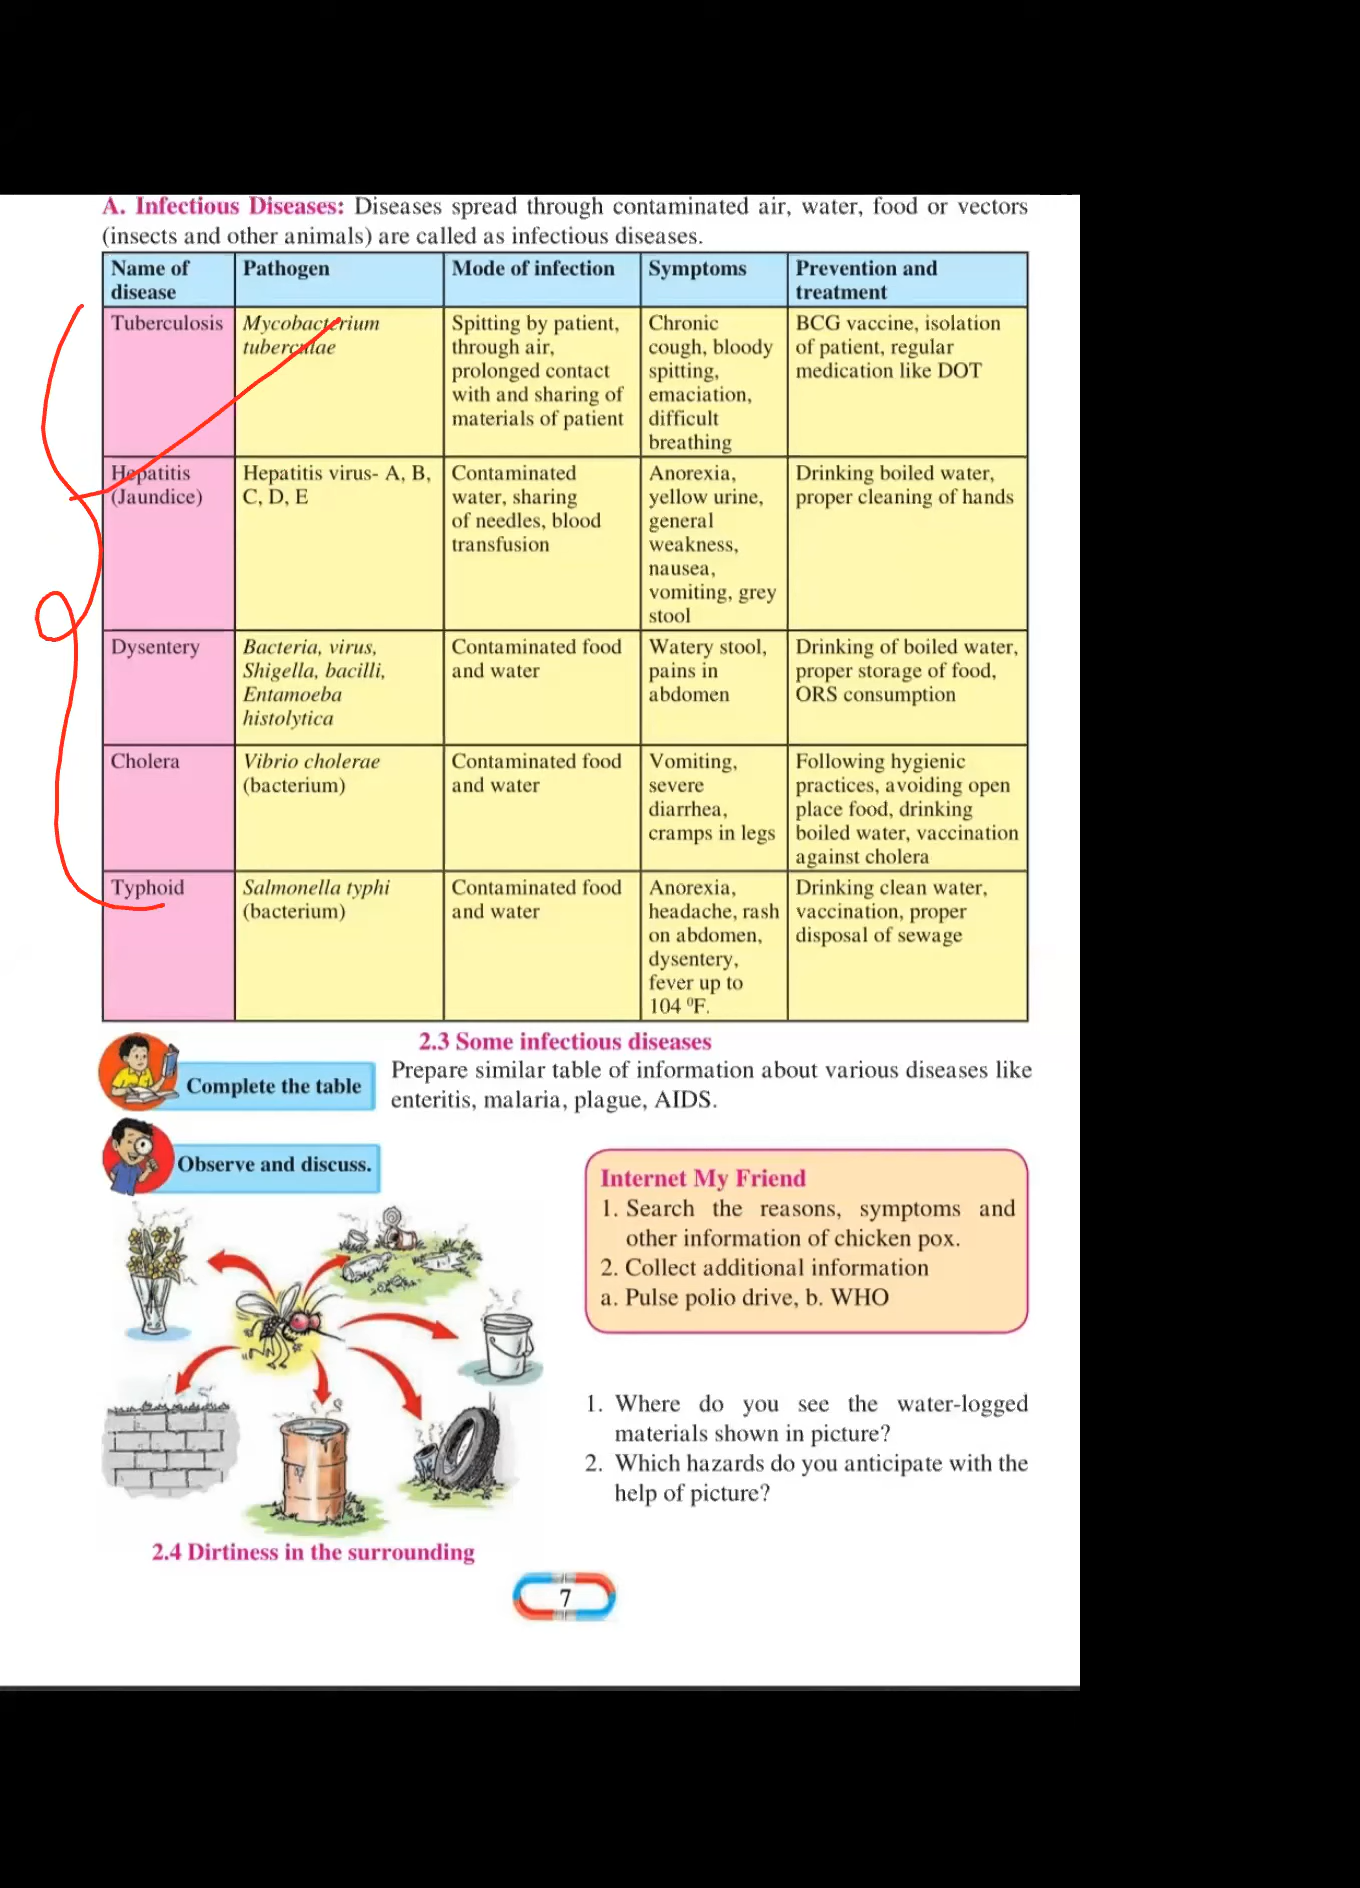 A. Infectious Diseases: Diseases spread through contaminated air, water, food or vectors
(insects and other animals) are called as infectious diseases.
Name of
disease
Pathogen
Mode of infection
Symptoms
Prevention and
treatment
Tuberculosis
Mycobacterium
tuberculae
Spitting by patient,
through air,
prolonged contact
with and sharing of
materials of patient
Chronic
cough, bloody
spitting,
emaciation,
difficult
breathing
BCG vaccine, isolation
of patient, regular
medication like DOT
Hepatitis
(Jaundice)
Hepatitis virus- A, B,
C, D, E
Contaminated
water, sharing
of needles, blood
transfusion
Anorexia,
yellow urine,
general
weakness,
nausea,
vomiting, grey
stool
Drinking boiled water,
proper cleaning of hands
Dysentery
Bacteria, virus,
Shigella, bacilli,
Entamoeba
histolytica
Contaminated food
and water
Watery stool,
pains in
abdomen
Drinking of boiled water,
proper storage of food,
ORS consumption
Cholera
Vibrio cholerae
(bacterium)
Contaminated food
and water
Vomiting,
severe
diarrhea,
cramps in legs
Following hygienic
practices, avoiding open
place food, drinking
boiled water, vaccination
against cholera
Typhoid
Salmonella typhi
(bacterium)
Contaminated food
and water
Anorexia,
headache, rash
on abdomen,
dysentery,
fever up to
104 ⁰F.
Drinking clean water,
vaccination, proper
disposal of sewage
2.3 Some infectious diseases
Complete the table
Prepare similar table of information about various diseases like
enteritis, malaria, plague, AIDS.
Observe and discuss.
Internet My Friend
1. Search the reasons, symptoms and
other information of chicken pox.
2. Collect additional information
a. Pulse polio drive, b. WHO
1. Where do you see the water-logged
materials shown in picture?
2. Which hazards do you anticipate with the
help of picture?
2.4 Dirtiness in the surrounding
7